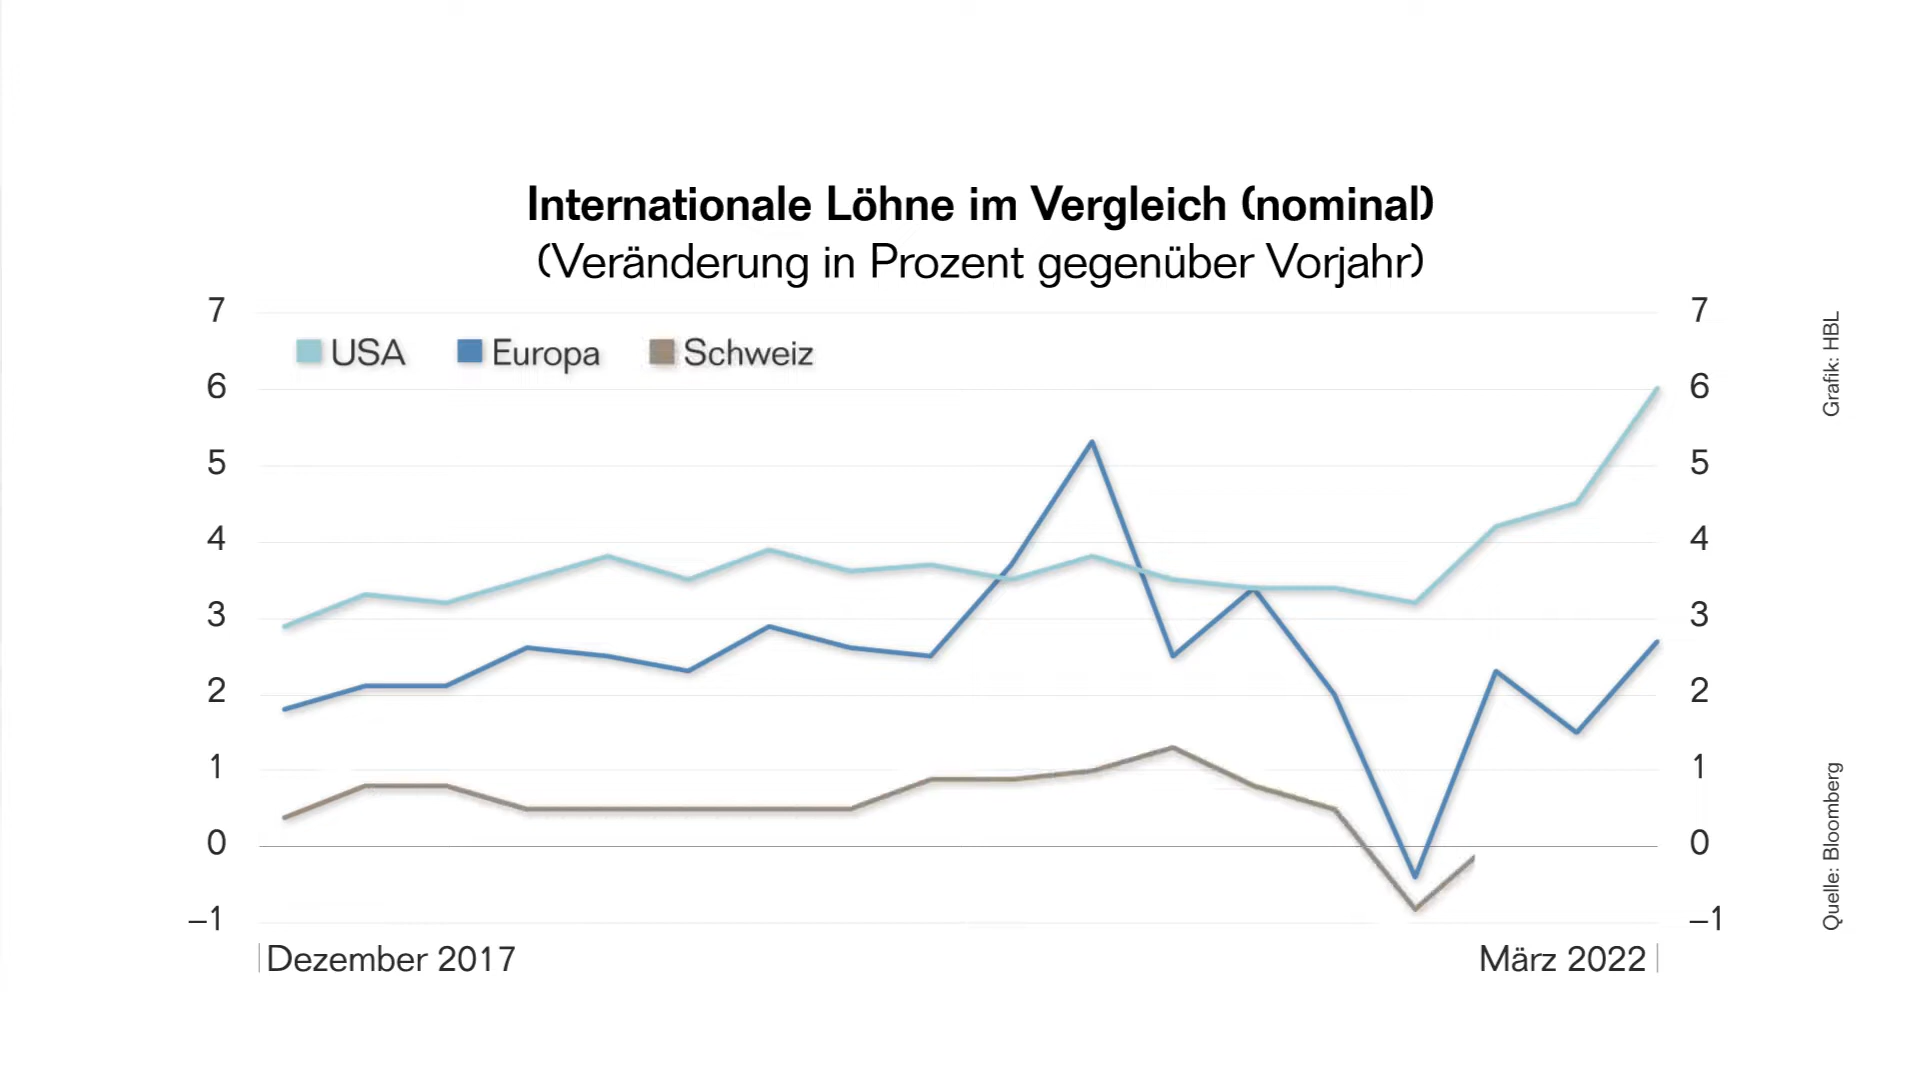 Internationale Löhne im Vergleich (nominal)
(Veränderung in Prozent gegenüber Vorjahr)
7 7
USA Europa Schweiz
6 6
5 5
4 4
3 3
2 2
1 1
0 0
–1 –1
Dezember 2017 März 2022
Grafik: HBL
Quelle: Bloomberg